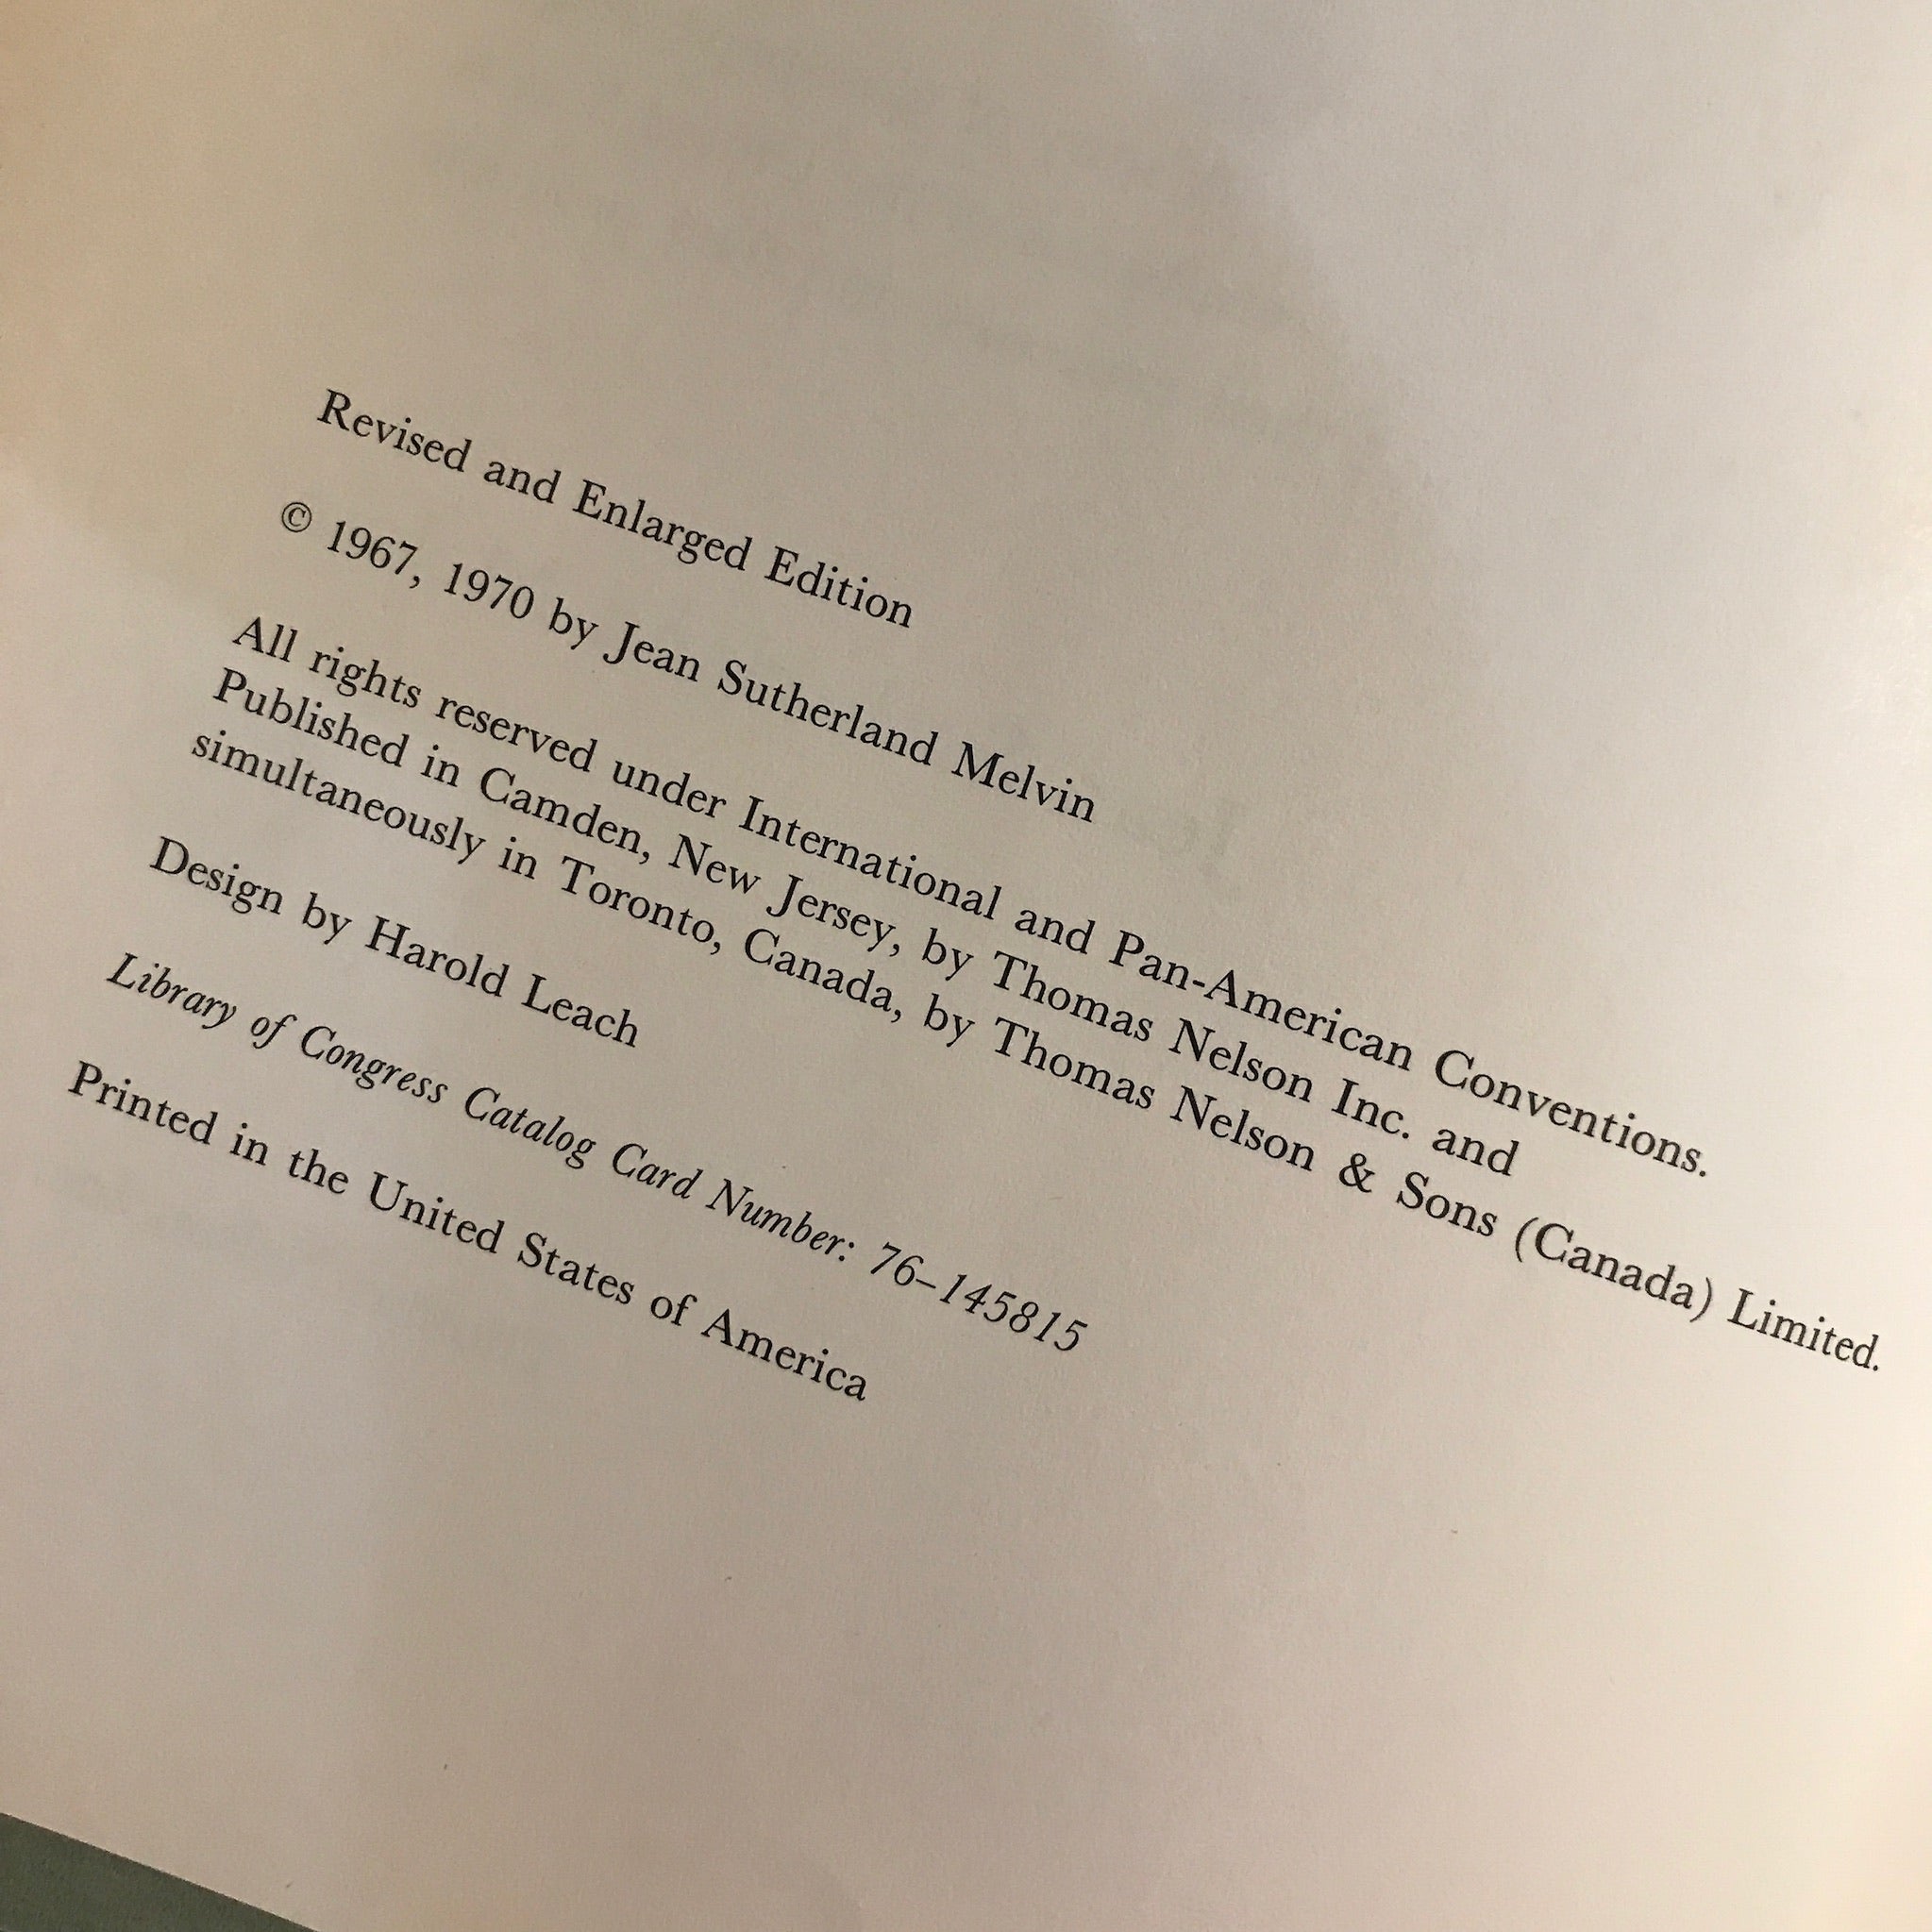 Revised and Enlarged Edition
© 1967, 1970 by Jean Sutherland Melvin
All rights reserved under International and Pan-American Conventions.
Published in Camden, New Jersey, by Thomas Nelson Inc. and
simultaneously in Toronto, Canada, by Thomas Nelson & Sons (Canada) Limited.
Design by Harold Leach
Library of Congress Catalog Card Number: 76–145815
Printed in the United States of America